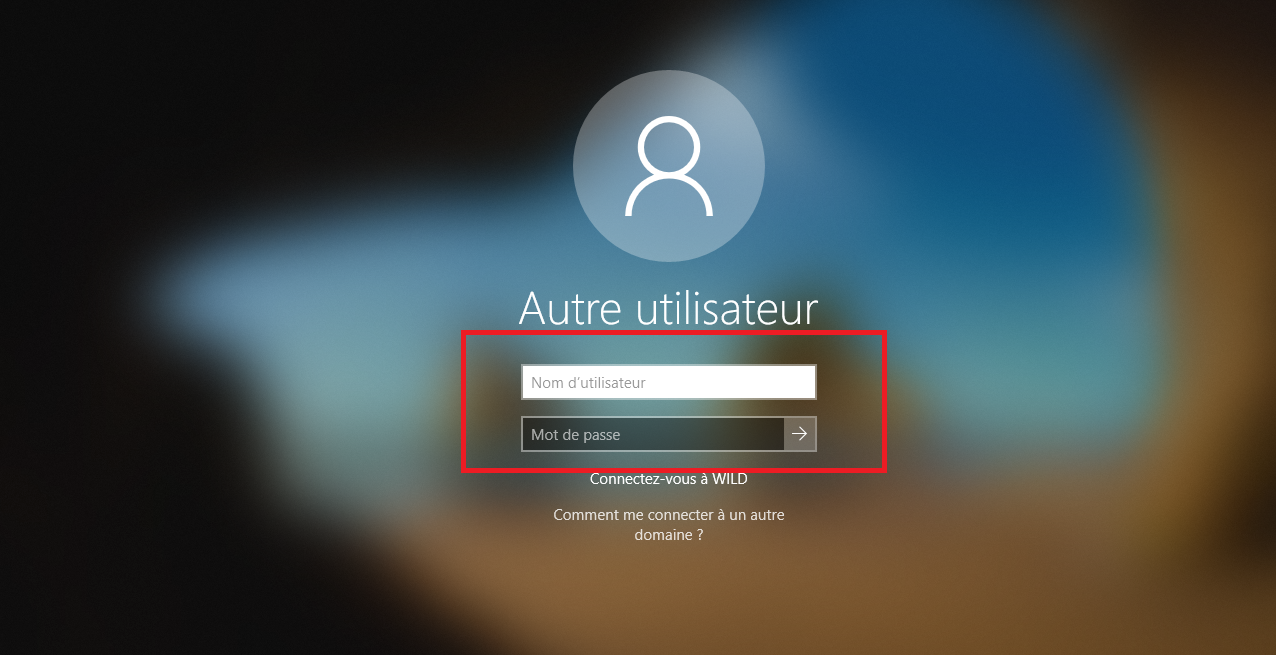 Autre utilisateur
Nom d'utilisateur
Mot de passe
Connectez-vous à WILD
Comment me connecter à un autre
domaine ?